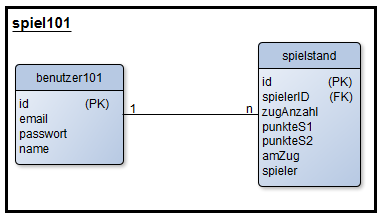 spiel101
benutzer101
id (PK)
email
passwort
name
1
n
spielstand
id (PK)
spielerID (FK)
zugAnzahl
punkteS1
punkteS2
amZug
spieler